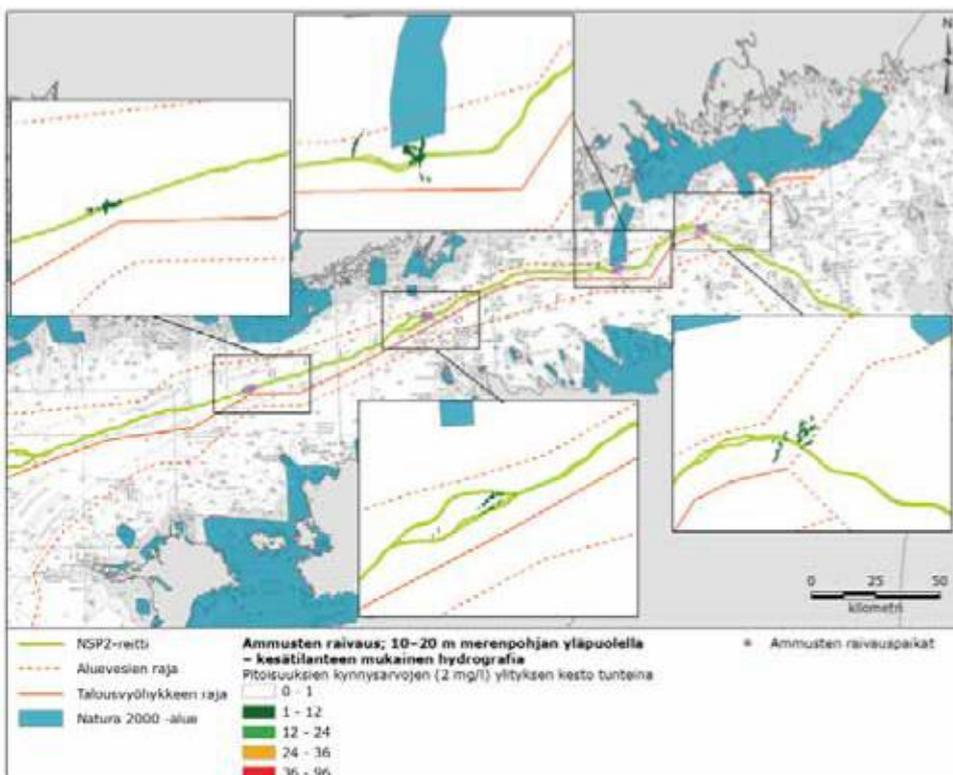 N
0 25 50
kilometri
NSP2-reitti
Aluevesien raja
Talousvyöhykkeen raja
Natura 2000 -alue
Ammusten raivaus; 10–20 m merenpohjan yläpuolella
– kesätilanteen mukainen hydrografia
Pitoisuuksien kynnysarvojen (2 mg/l) ylityksen kesto tunteina
0 - 1
1 - 12
12 - 24
24 - 36
36 - 96
Ammusten raivauspaikat